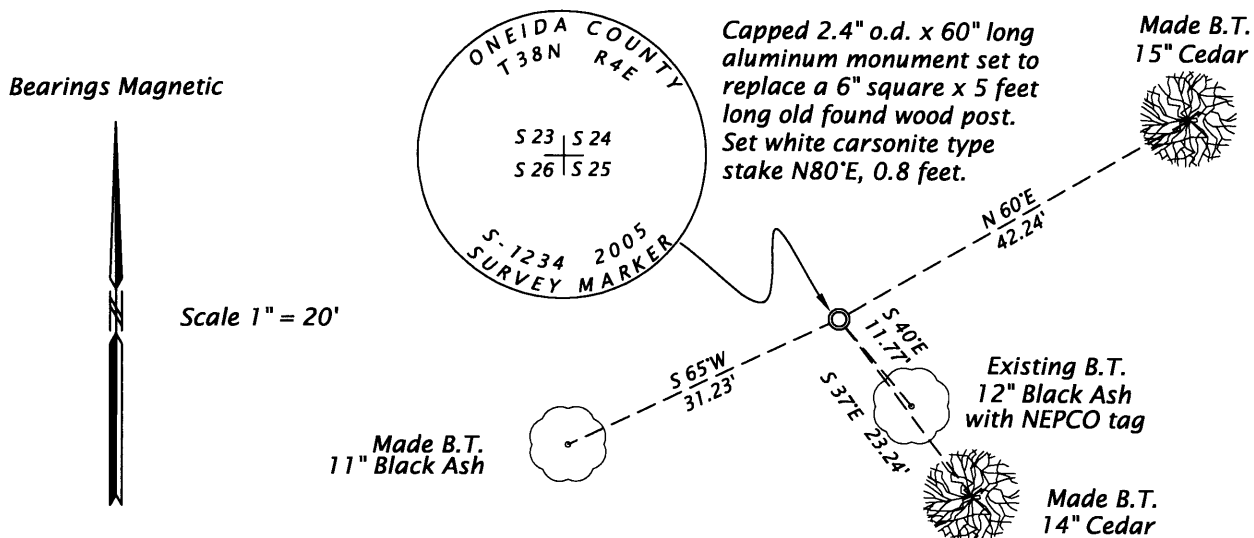 Bearings Magnetic
Scale 1" = 20'
ONEIDA COUNTY
T38N R4E
S 23 S 24
S 26 S 25
S-1234 2005
SURVEY MARKER
Capped 2.4" o.d. x 60" long
aluminum monument set to
replace a 6" square x 5 feet
long old found wood post.
Set white carsonite type
stake N80°E, 0.8 feet.
Made B.T.
15" Cedar
N 60°E
42.24'
S 40°E
11.77'
S 65°W
31.23'
S 37°E 23.24'
Existing B.T.
12" Black Ash
with NEPCO tag
Made B.T.
11" Black Ash
Made B.T.
14" Cedar